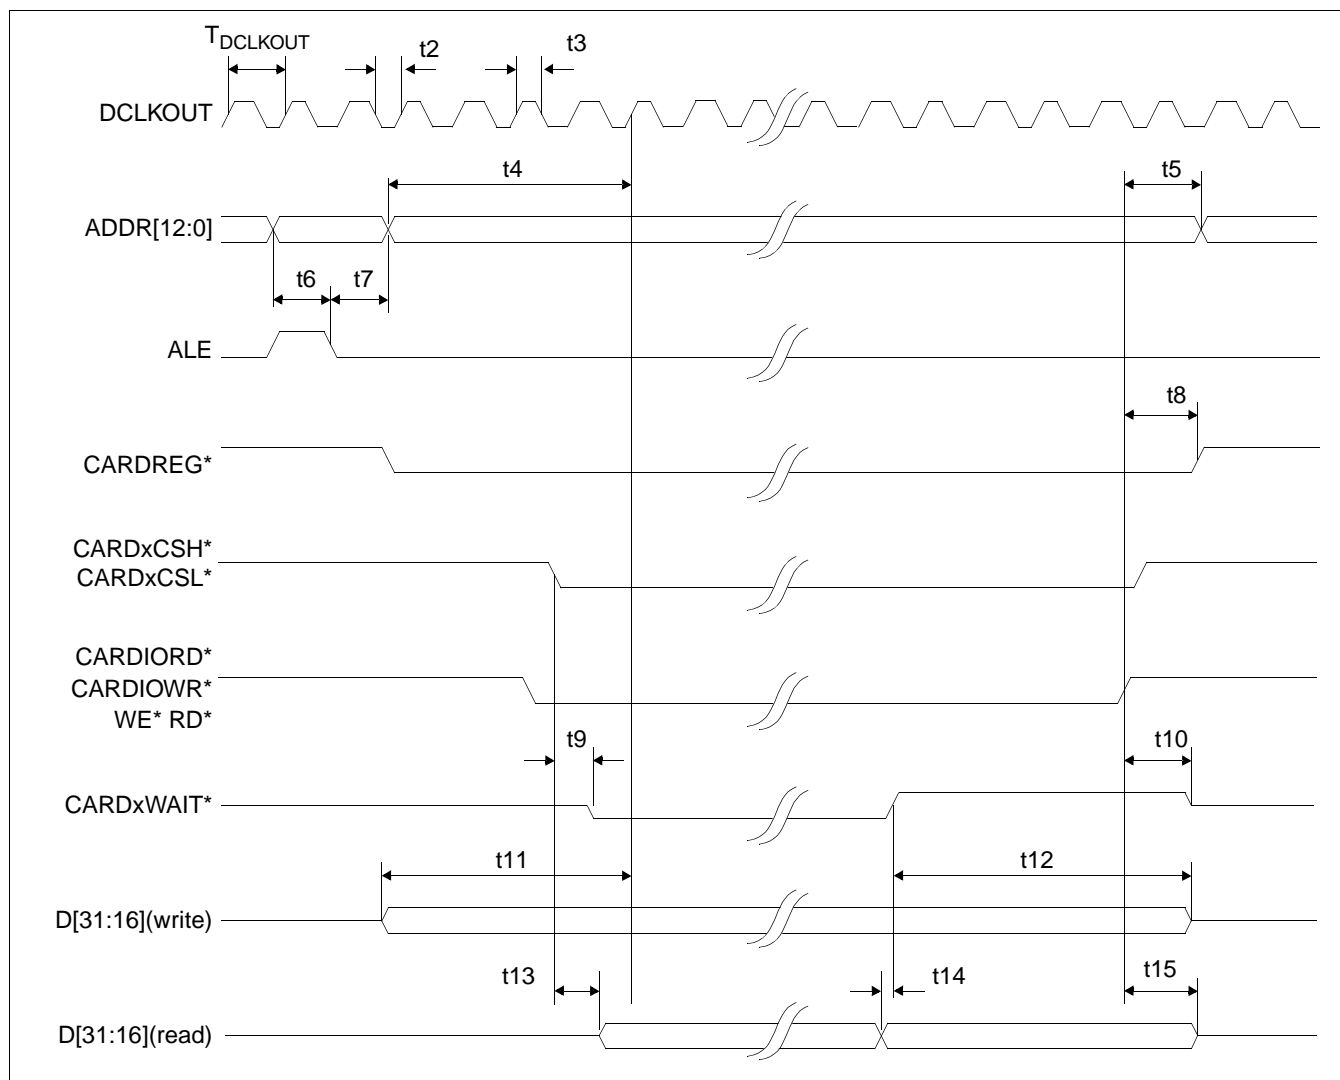 TDCLKOUT
t2
t3
DCLKOUT
t4
t5
ADDR[12:0]
t6
t7
ALE
t8
CARDREG*
CARDxCSH*
CARDxCSL*
CARDIORD*
CARDIOWR*
WE* RD*
t9
t10
CARDxWAIT*
t11
t12
D[31:16](write)
t13
t14
t15
D[31:16](read)